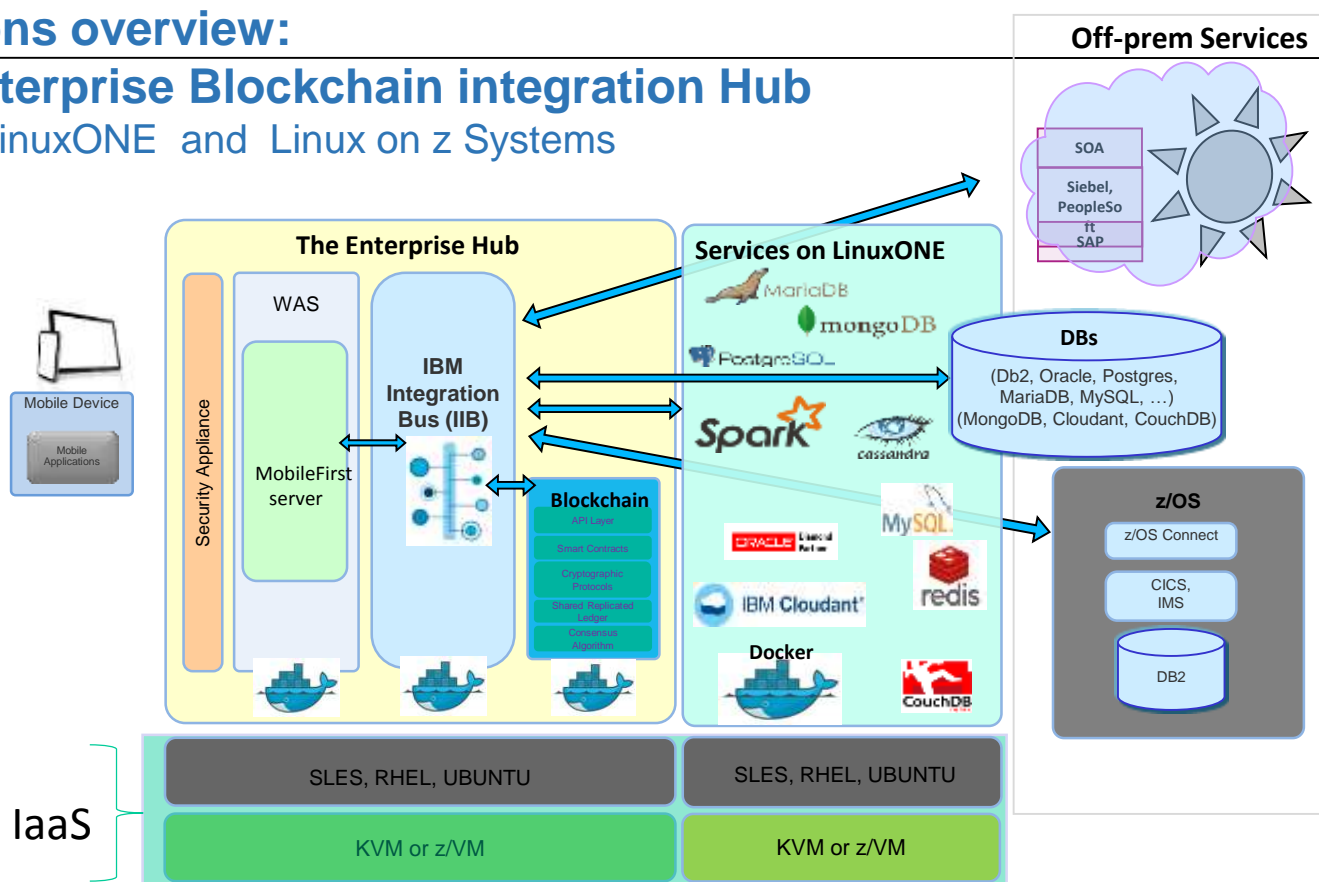 ns overview:
terprise Blockchain integration Hub
inuxONE and Linux on z Systems
Off-prem Services
SOA
Siebel,
PeopleSo
ft
SAP
The Enterprise Hub
Services on LinuxONE
MariaDB
mongoDB
PostgreSQL
Spark
cassandra
MySQL
ORACLE
Partner
redis
IBM Cloudant
Docker
CouchDB
Mobile Device
Mobile
Applications
Security Appliance
WAS
MobileFirst
server
IBM
Integration
Bus (IIB)
Blockchain
API Layer
Smart Contracts
Cryptographic
Protocols
Shared Replicated
Ledger
Consensus
Algorithm
DBs
(Db2, Oracle, Postgres,
MariaDB, MySQL, …)
(MongoDB, Cloudant, CouchDB)
z/OS
z/OS Connect
CICS,
IMS
DB2
IaaS
SLES, RHEL, UBUNTU
SLES, RHEL, UBUNTU
KVM or z/VM
KVM or z/VM